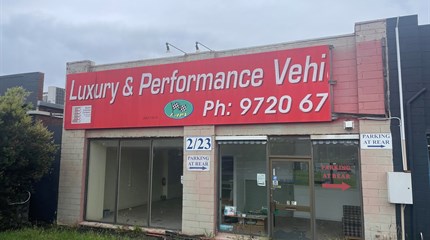 Luxury & Performance Vehi
Ph: 9720 67
2/23
PARKING
AT REAR
PARKING
AT REAR
PARKING
AT REAR